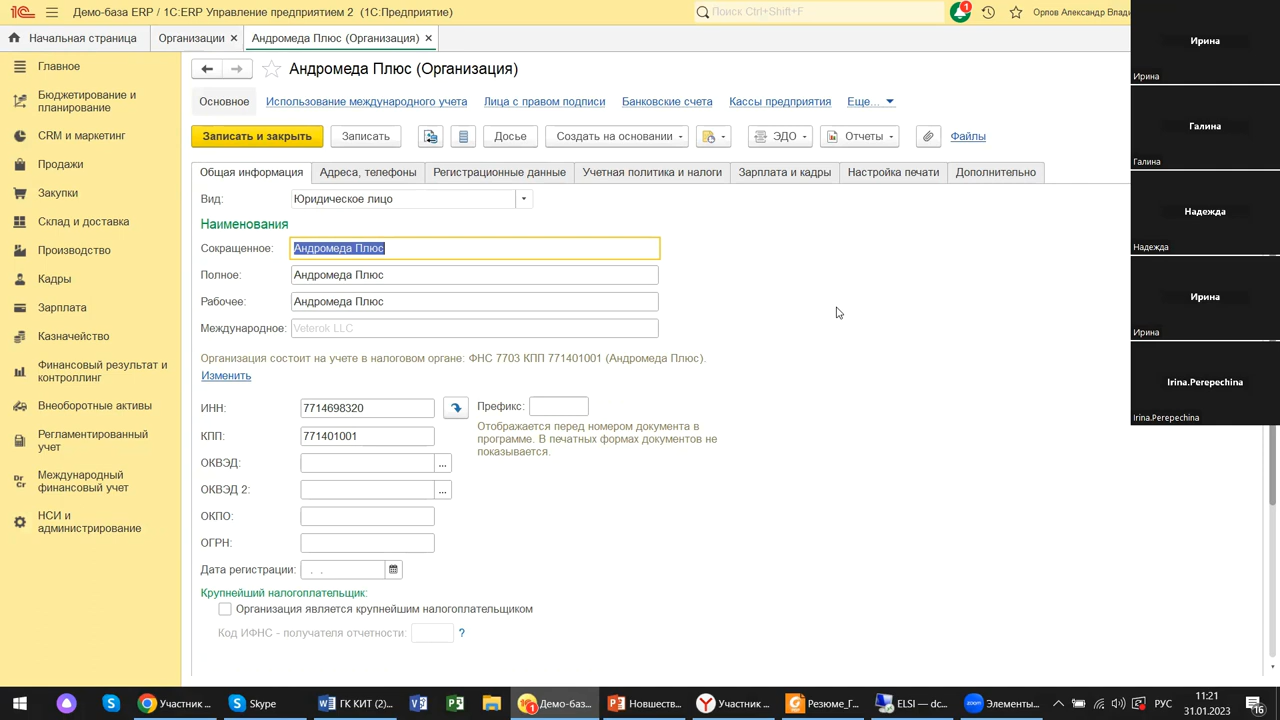 Демо-база ERP / 1С:ERP Управление предприятием 2 (1С:Предприятие)
Поиск Ctrl+Shift+F
1
Орлов Александр Влади
Начальная страница
Организации ×
Андромеда Плюс (Организация) ×
Андромеда Плюс (Организация)
Основное
Использование международного учета
Лица с правом подписи
Банковские счета
Кассы предприятия
Еще...
Записать и закрыть
Записать
Досье
Создать на основании
ЭДО
Отчеты
Файлы
Общая информация
Адреса, телефоны
Регистрационные данные
Учетная политика и налоги
Зарплата и кадры
Настройка печати
Дополнительно
Вид: Юридическое лицо
Наименования
Сокращенное: Андромеда Плюс
Полное: Андромеда Плюс
Рабочее: Андромеда Плюс
Международное: Veterok LLC
Организация состоит на учете в налоговом органе: ФНС 7703 КПП 771401001 (Андромеда Плюс).
Изменить
ИНН: 7714698320
Префикс:
Отображается перед номером документа в
программе. В печатных формах документов не
показывается.
КПП: 771401001
ОКВЭД: ...
ОКВЭД 2: ...
ОКПО:
ОГРН:
Дата регистрации: . .
Крупнейший налогоплательщик:
Организация является крупнейшим налогоплательщиком
Код ИФНС - получателя отчетности: ?
Главное
Бюджетирование и
планирование
CRM и маркетинг
Продажи
Закупки
Склад и доставка
Производство
Кадры
Зарплата
Казначейство
Финансовый результат и
контроллинг
Внеоборотные активы
Регламентированный
учет
Dr
Cr
Международный
финансовый учет
НСИ и
администрирование
Ирина
Ирина
Галина
Галина
Надежда
Надежда
Ирина
Ирина
Irina.Perepechina
Irina.Perepechina
Участник ...
Skype
ГК КИТ (2)...
Демо-баз...
Новшеств...
Участник ...
Резюме_Г...
ELSI — dc...
zoom
Элементы...
РУС
11:21
31.01.2023
16